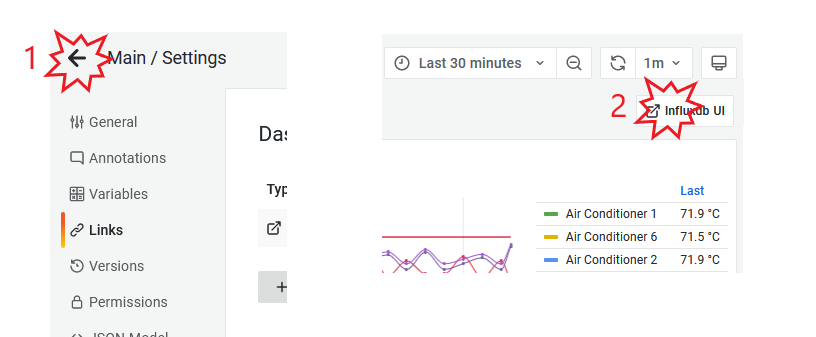 1
Main / Settings
General
Annotations
Variables
Links
Versions
Permissions
JSON Model
Das
Typ
Last 30 minutes
1m
2
Influxdb UI
Last
Air Conditioner 1 71.9 °C
Air Conditioner 6 71.5 °C
Air Conditioner 2 71.9 °C